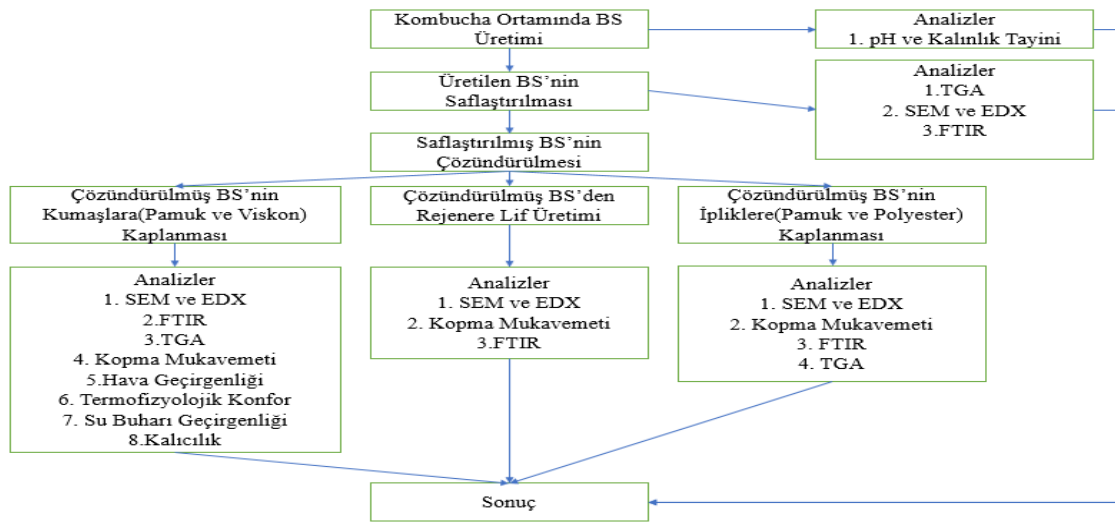 Kombucha Ortamında BS
Üretimi
Analizler
1. pH ve Kalınlık Tayini
Üretilen BS’nin
Saflaştırılması
Analizler
1.TGA
2. SEM ve EDX
3.FTIR
Saflaştırılmış BS’nin
Çözündürülmesi
Çözündürülmüş BS’nin
Kumaşlara(Pamuk ve Viskon)
Kaplanması
Çözündürülmüş BS’den
Rejenere Lif Üretimi
Çözündürülmüş BS’nin
İpliklere(Pamuk ve Polyester)
Kaplanması
Analizler
1. SEM ve EDX
2.FTIR
3.TGA
4. Kopma Mukavemeti
5.Hava Geçirgenliği
6. Termofizyolojik Konfor
7. Su Buharı Geçirgenliği
8.Kalıcılık
Analizler
1. SEM ve EDX
2. Kopma Mukavemeti
3.FTIR
Analizler
1. SEM ve EDX
2. Kopma Mukavemeti
3. FTIR
4. TGA
Sonuç